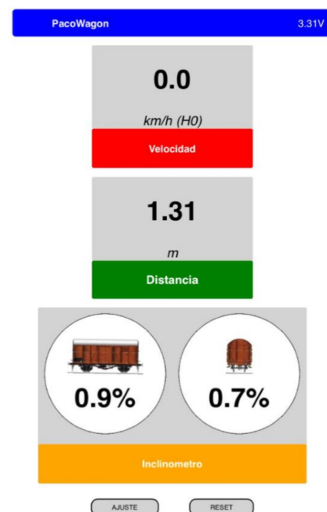 PacoWagon 3.31V
0.0
km/h (H0)
Velocidad
1.31
m
Distancia
0.9% 0.7%
Inclinometro
AJUSTE RESET